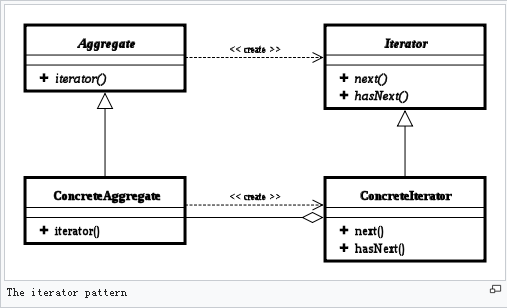 Aggregate
<< create >>
Iterator
+ iterator()
+ next()
+ hasNext()
ConcreteAggregate
<< create >>
ConcreteIterator
+ iterator()
+ next()
+ hasNext()
The iterator pattern